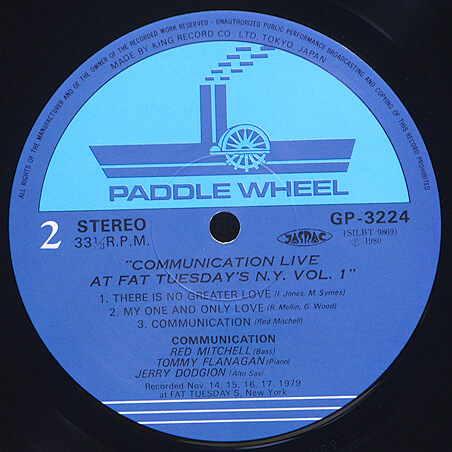 ALL RIGHTS OF THE MANUFACTURER AND OF THE OWNER OF THE RECORDED WORK RESERVED - UNAUTHORIZED PUBLIC PERFORMANCE BROADCASTING AND COPYING OF THIS RECORD PROHIBITED
MADE BY KING RECORD CO., LTD. TOKYO JAPAN
PADDLE WHEEL
2 STEREO
33⅓R.P.M.
GP-3224
(SILBT 9869)
Ⓟ 1980
JASRAC
"COMMUNICATION LIVE
AT FAT TUESDAY'S N.Y. VOL. 1"
1. THERE IS NO GREATER LOVE (I. Jones, M. Symes)
2. MY ONE AND ONLY LOVE (R. Mellin, G. Wood)
3. COMMUNICATION (Red Mitchell)
COMMUNICATION
RED MITCHELL (Bass)
TOMMY FLANAGAN (Piano)
JERRY DODGION (Alto Sax)
Recorded Nov. 14, 15, 16, 17, 1979
at FAT TUESDAY'S, New York